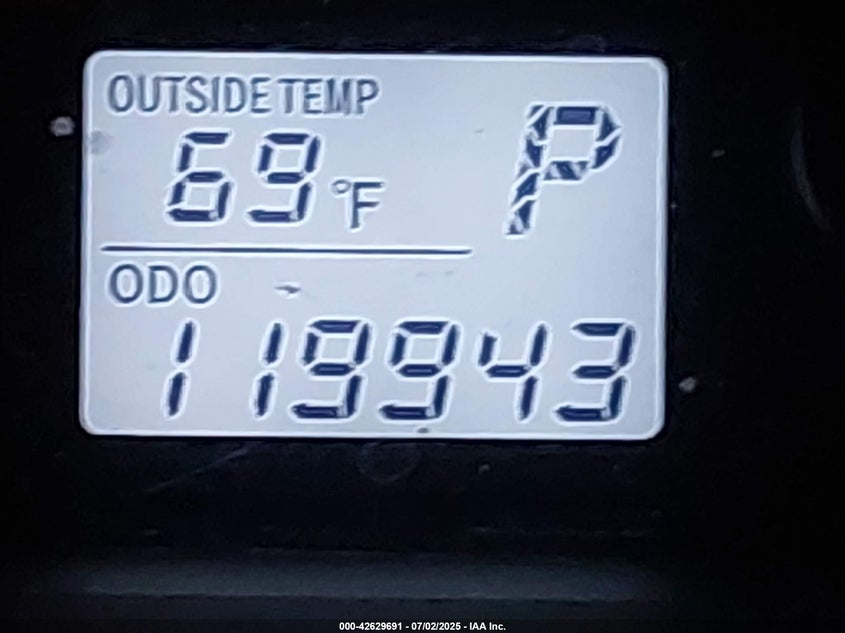 OUTSIDE TEMP
69 °F P
ODO
119943
000-42629691 - 07/02/2025 - IAA Inc.